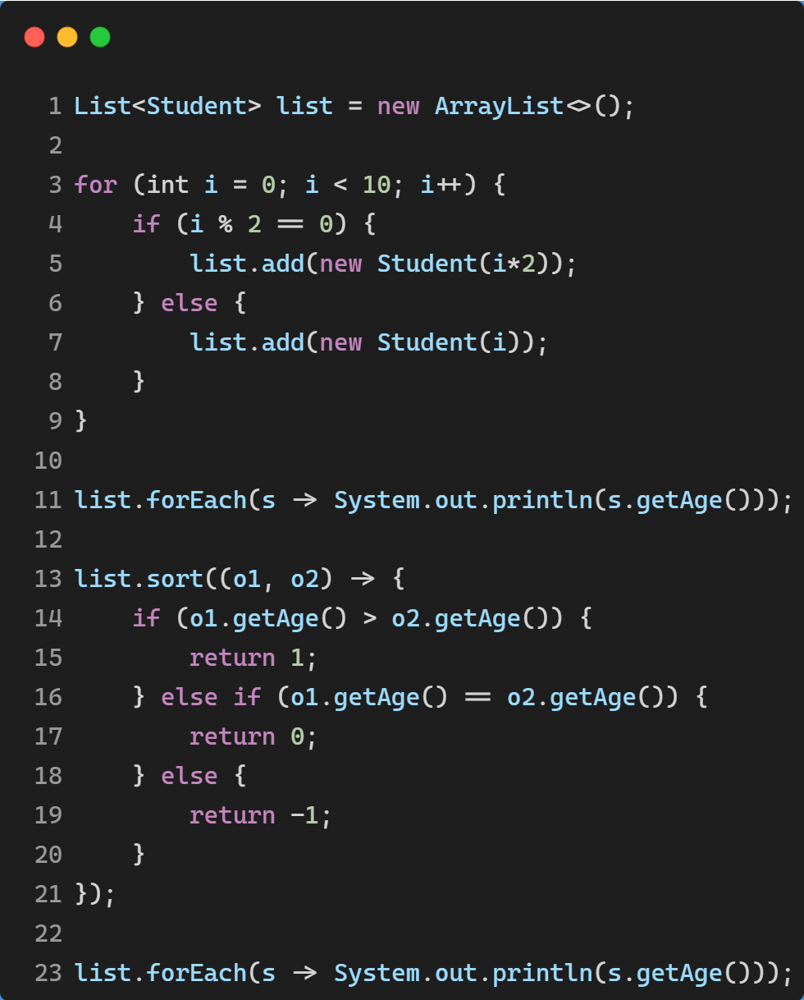 1 List<Student> list = new ArrayList<>();
2
3 for (int i = 0; i < 10; i++) {
4     if (i % 2 == 0) {
5         list.add(new Student(i*2));
6     } else {
7         list.add(new Student(i));
8     }
9 }
10
11 list.forEach(s -> System.out.println(s.getAge()));
12
13 list.sort((o1, o2) -> {
14     if (o1.getAge() > o2.getAge()) {
15         return 1;
16     } else if (o1.getAge() == o2.getAge()) {
17         return 0;
18     } else {
19         return -1;
20     }
21 });
22
23 list.forEach(s -> System.out.println(s.getAge()));